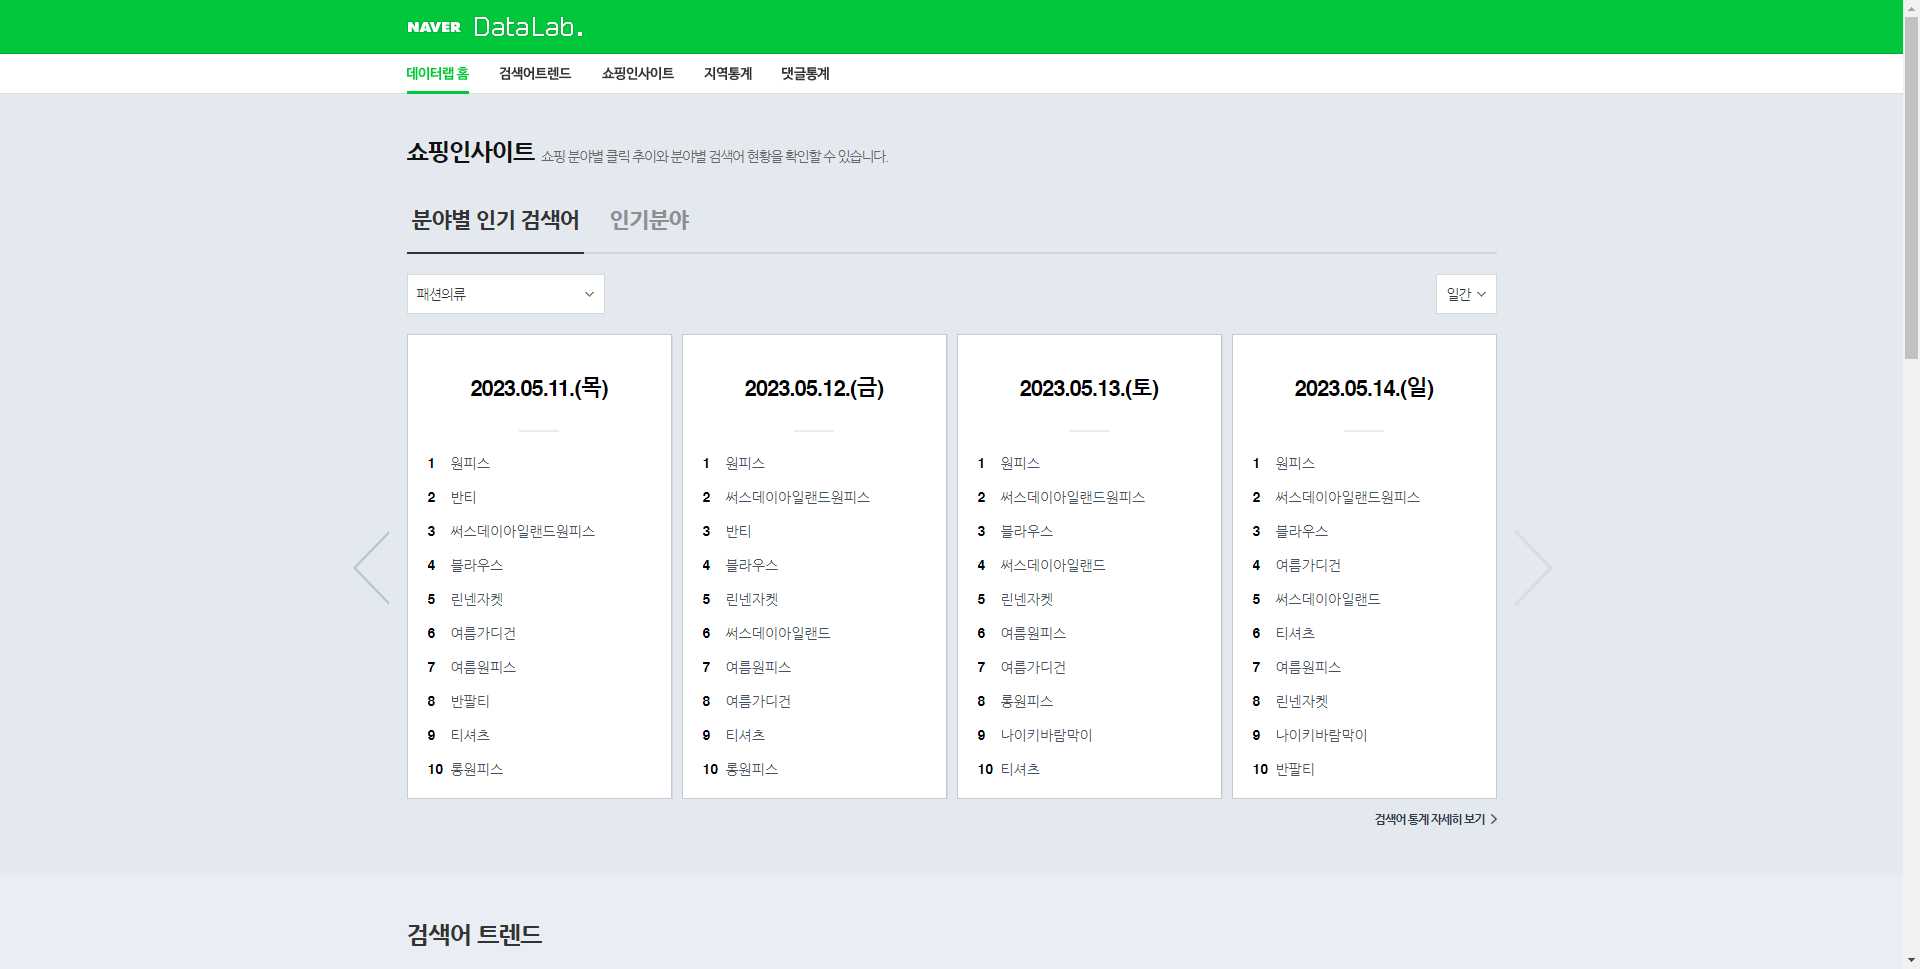 NAVER DataLab.
데이터랩 홈 검색어트렌드 쇼핑인사이트 지역통계 댓글통계
쇼핑인사이트 쇼핑 분야별 클릭 추이와 분야별 검색어 현황을 확인할 수 있습니다.
분야별 인기 검색어 인기분야
패션의류 일간
2023.05.11.(목)
1 원피스
2 반티
3 써스데이아일랜드원피스
4 블라우스
5 린넨자켓
6 여름가디건
7 여름원피스
8 반팔티
9 티셔츠
10 롱원피스
2023.05.12.(금)
1 원피스
2 써스데이아일랜드원피스
3 반티
4 블라우스
5 린넨자켓
6 써스데이아일랜드
7 여름원피스
8 여름가디건
9 티셔츠
10 롱원피스
2023.05.13.(토)
1 원피스
2 써스데이아일랜드원피스
3 블라우스
4 써스데이아일랜드
5 린넨자켓
6 여름원피스
7 여름가디건
8 롱원피스
9 나이키바람막이
10 티셔츠
2023.05.14.(일)
1 원피스
2 써스데이아일랜드원피스
3 블라우스
4 여름가디건
5 써스데이아일랜드
6 티셔츠
7 여름원피스
8 린넨자켓
9 나이키바람막이
10 반팔티
검색어 통계 자세히 보기
검색어 트렌드